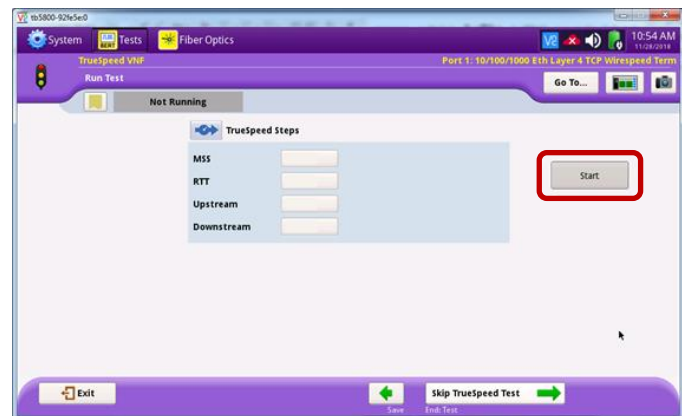 tb5800-92fe5e:0
System Tests Fiber Optics 10:54 AM
11/28/2018
TrueSpeed VNF Port 1: 10/100/1000 Eth Layer 4 TCP Wirespeed Term
Run Test Go To...
Not Running
TrueSpeed Steps
MSS
RTT
Upstream
Downstream
Start
Exit
Skip TrueSpeed Test
Save End: Test